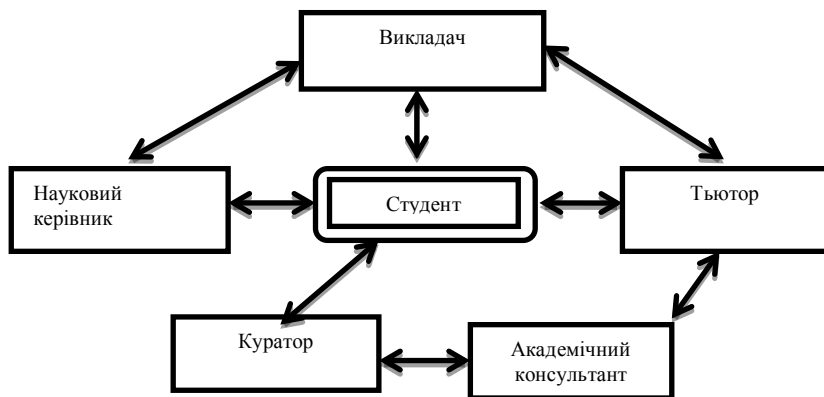 Викладач
Науковий
керівник
Студент
Тьютор
Куратор
Академічний
консультант